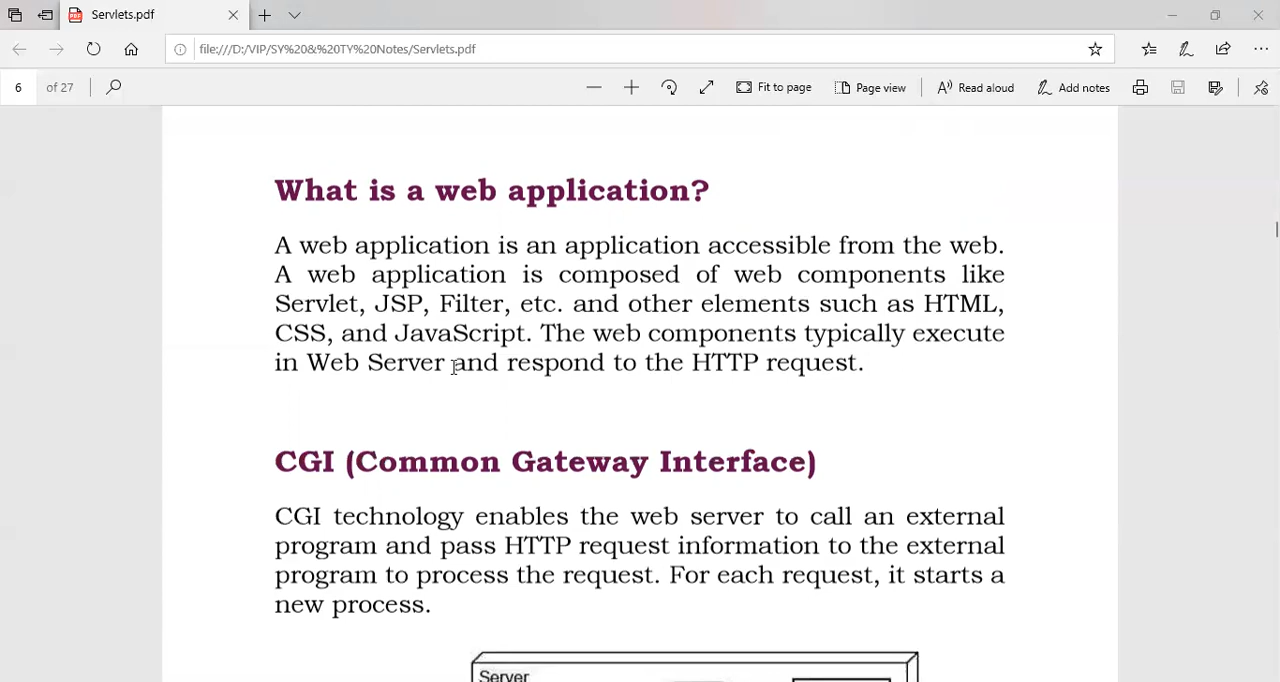 Servlets.pdf
file:///D:/VIP/SY%20&%20TY%20Notes/Servlets.pdf
6 of 27 Fit to page Page view Read aloud Add notes
What is a web application?
A web application is an application accessible from the web.
A web application is composed of web components like
Servlet, JSP, Filter, etc. and other elements such as HTML,
CSS, and JavaScript. The web components typically execute
in Web Server and respond to the HTTP request.
CGI (Common Gateway Interface)
CGI technology enables the web server to call an external
program and pass HTTP request information to the external
program to process the request. For each request, it starts a
new process.
Server